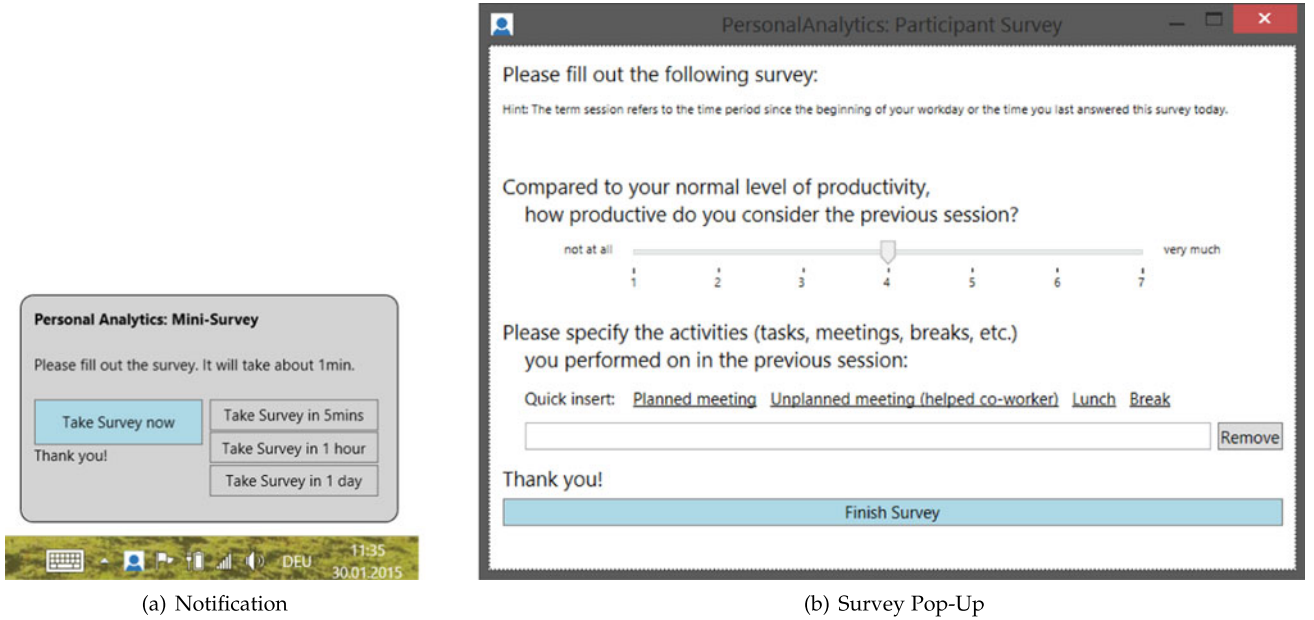 Personal Analytics: Mini-Survey
Please fill out the survey. It will take about 1min.
Take Survey now
Take Survey in 5mins
Thank you!
Take Survey in 1 hour
Take Survey in 1 day
DEU
11:35
30.01.2015
(a) Notification
PersonalAnalytics: Participant Survey
Please fill out the following survey:
Hint: The term session refers to the time period since the beginning of your workday or the time you last answered this survey today.
Compared to your normal level of productivity,
how productive do you consider the previous session?
not at all very much
1 2 3 4 5 6 7
Please specify the activities (tasks, meetings, breaks, etc.)
you performed on in the previous session:
Quick insert: Planned meeting Unplanned meeting (helped co-worker) Lunch Break
Remove
Thank you!
Finish Survey
(b) Survey Pop-Up